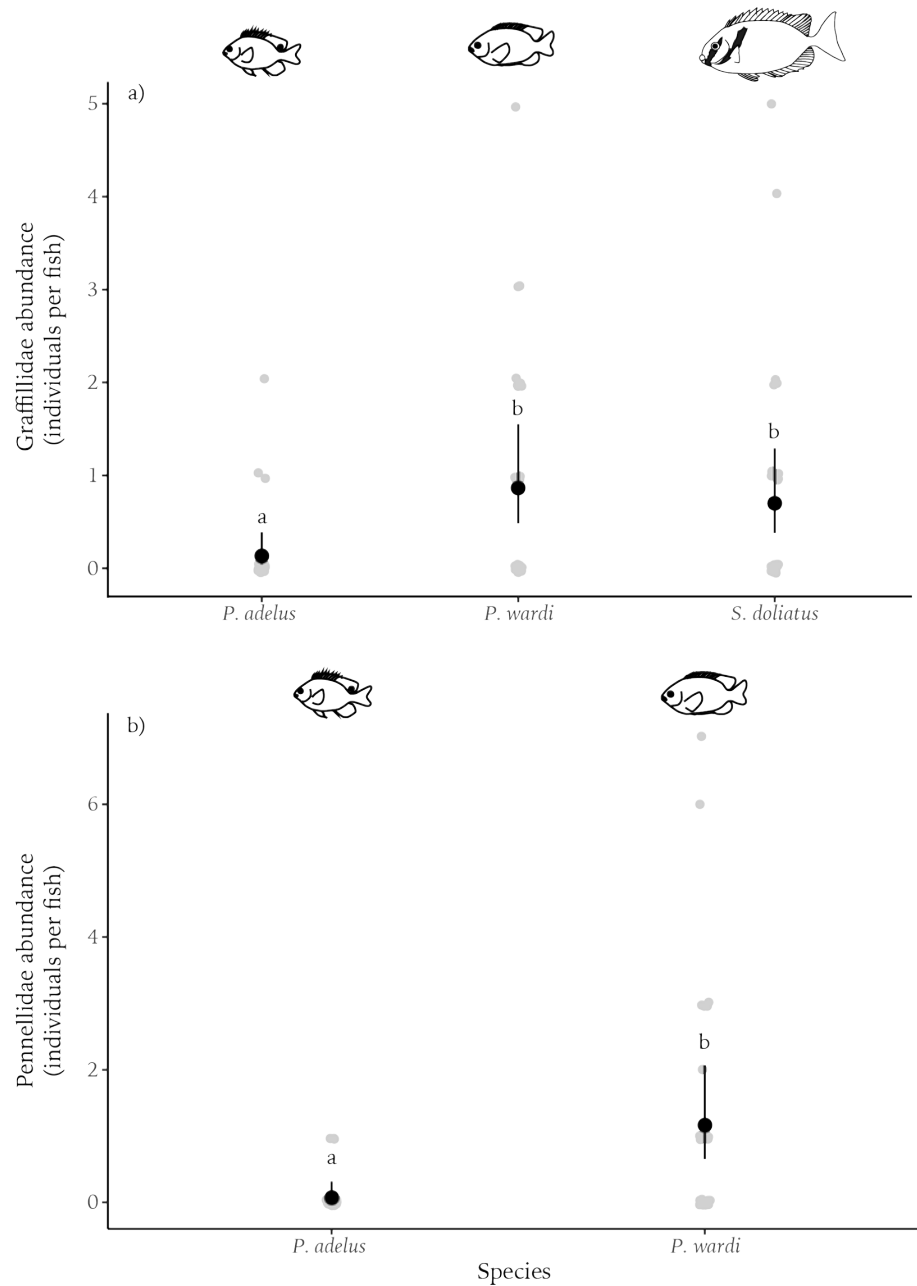 a)
5
4
3
2
1
0
Graffillidae abundance
(individuals per fish)
a
b
b
P. adelus
P. wardi
S. doliatus
b)
6
4
2
0
Pennellidae abundance
(individuals per fish)
a
b
P. adelus
P. wardi
Species